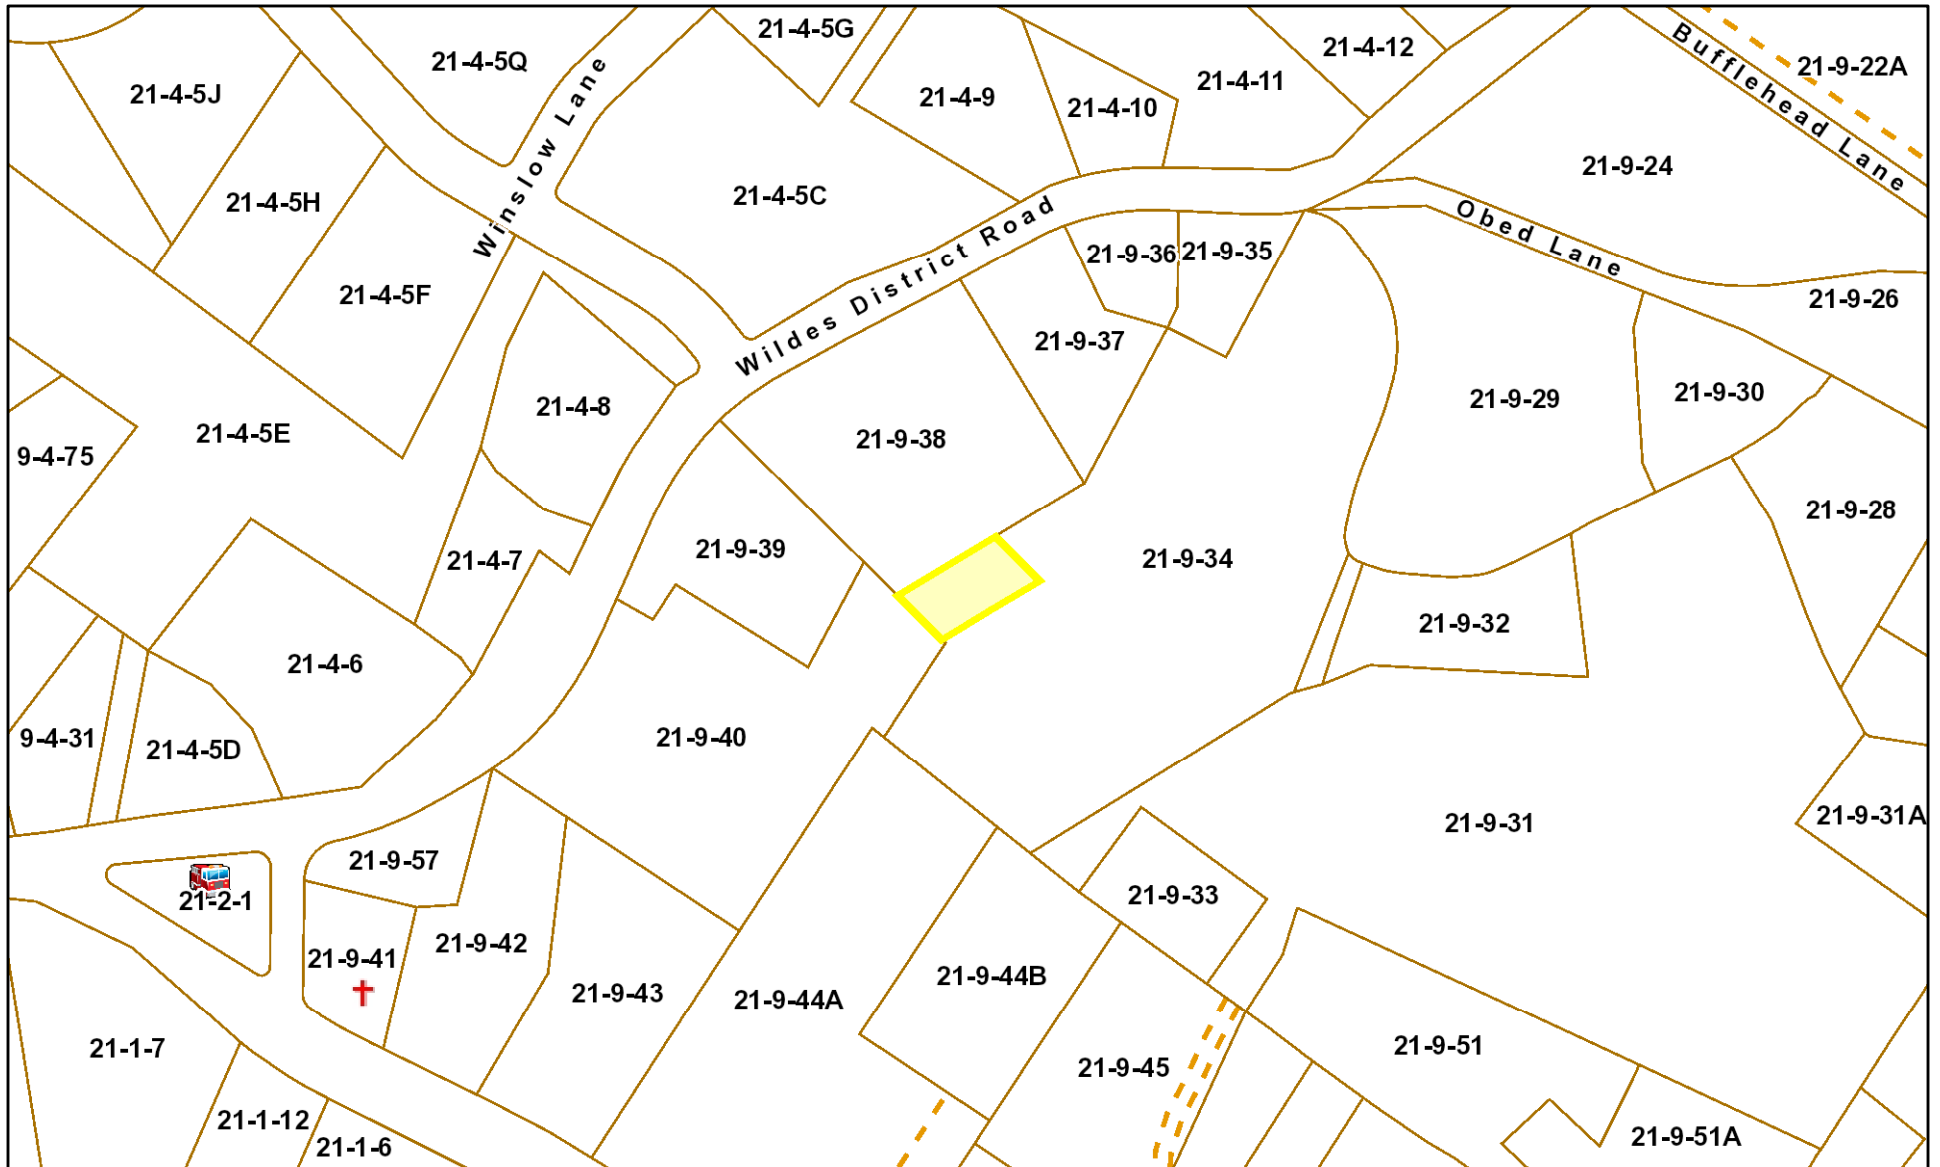 21-4-5G
21-4-12
21-4-5Q
21-9-22A
21-4-5J
21-4-11
21-4-9
21-4-10
Bufflehead Lane
Winslow Lane
21-9-24
21-4-5C
21-4-5H
Obed Lane
Wildes District Road
21-9-36
21-9-35
21-4-5F
21-9-26
21-9-37
21-9-30
21-9-29
21-4-8
21-4-5E
21-9-38
9-4-75
21-9-28
21-9-39
21-4-7
21-9-34
21-9-32
21-4-6
9-4-31
21-9-40
21-4-5D
21-9-31A
21-9-31
21-9-57
21-9-33
21-2-1
21-9-42
21-9-41
21-9-44B
21-9-43
21-9-44A
21-9-51
21-1-7
21-9-45
21-1-12
21-9-51A
21-1-6